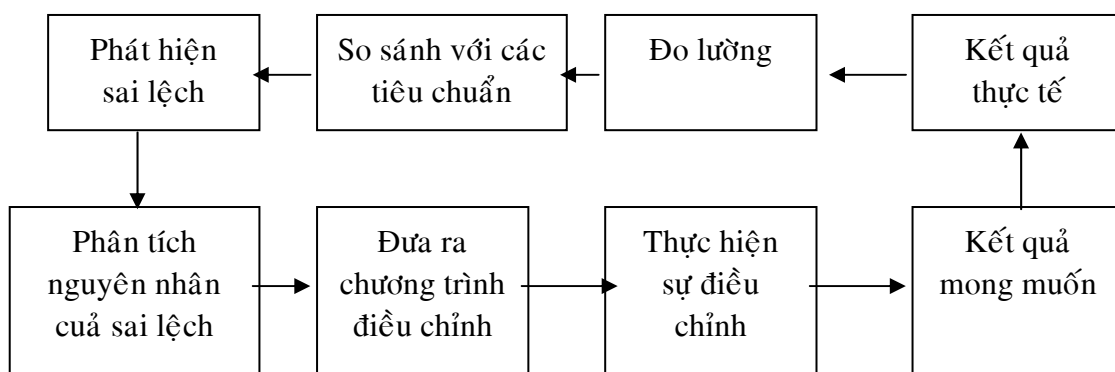 Phát hiện
sai lệch
So sánh với các
tiêu chuẩn
Đo lường
Kết quả
thực tế
Phân tích
nguyên nhân
cuả sai lệch
Đưa ra
chương trình
điều chỉnh
Thực hiện
sự điều
chỉnh
Kết quả
mong muốn